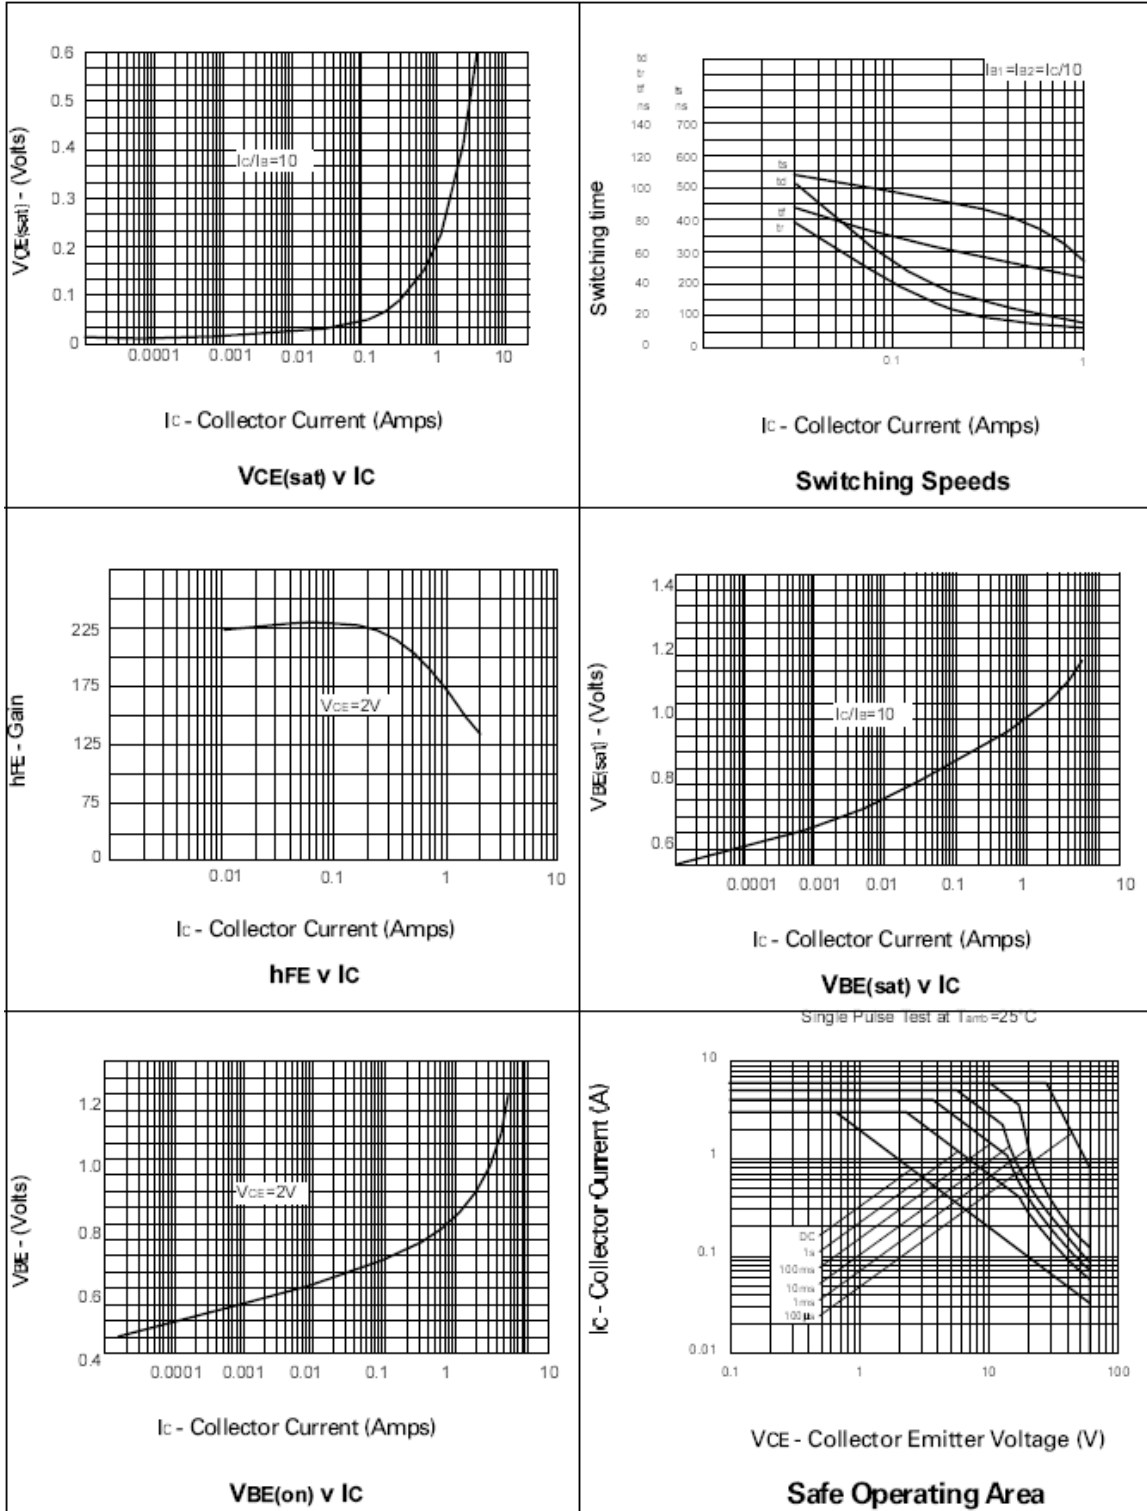 0.6
0.5
0.4
0.3
0.2
0.1
0
VCE(sat) - (Volts)
IC/IB=10
0.0001 0.001 0.01 0.1 1 10
IC - Collector Current (Amps)
VCE(sat) v IC
td
tr
tf ts
ns ns
140 700
120 600
100 500
80 400
60 300
40 200
20 100
0 0
Switching time
IB1=IB2=IC/10
ts
td
tf
tr
0.1 1
IC - Collector Current (Amps)
Switching Speeds
225
175
125
75
0
hFE - Gain
VCE=2V
0.01 0.1 1 10
IC - Collector Current (Amps)
hFE v IC
1.4
1.2
1.0
0.8
0.6
VBE(sat) - (Volts)
IC/IB=10
0.0001 0.001 0.01 0.1 1 10
IC - Collector Current (Amps)
VBE(sat) v IC
1.2
1.0
0.8
0.6
0.4
VBE - (Volts)
VCE=2V
0.0001 0.001 0.01 0.1 1 10
IC - Collector Current (Amps)
VBE(on) v IC
Single Pulse Test at Tamb=25°C
10
1
0.1
0.01
IC - Collector Current (A)
DC
1s
100ms
10ms
1ms
100µs
0.1 1 10 100
VCE - Collector Emitter Voltage (V)
Safe Operating Area